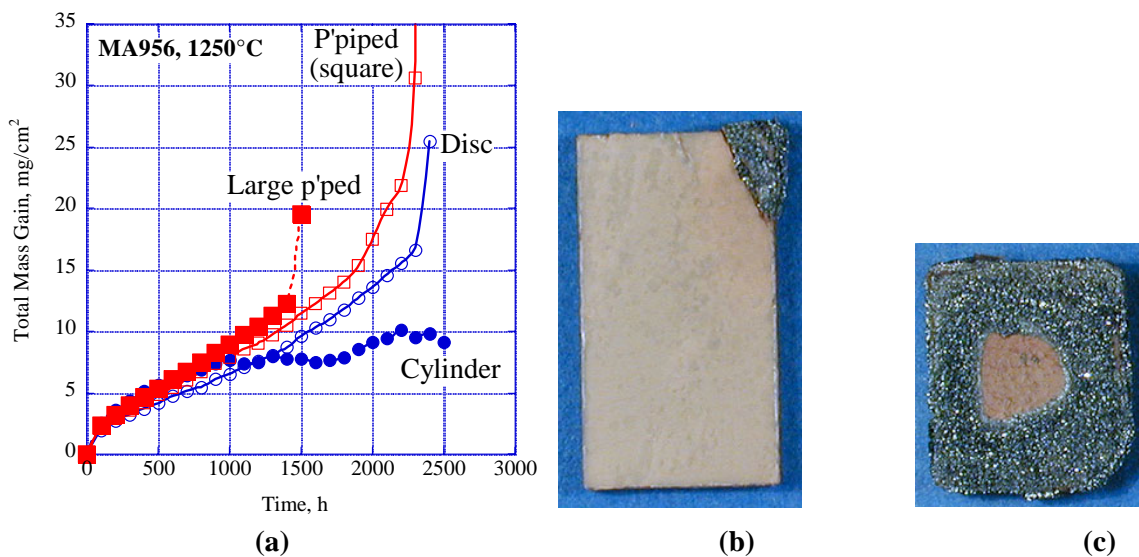 MA956, 1250°C
P'piped
(square)
Disc
Large p'ped
Cylinder
Total Mass Gain, mg/cm2
35
30
25
20
15
10
5
0
0 500 1000 1500 2000 2500 3000
Time, h
(a)
(b)
(c)